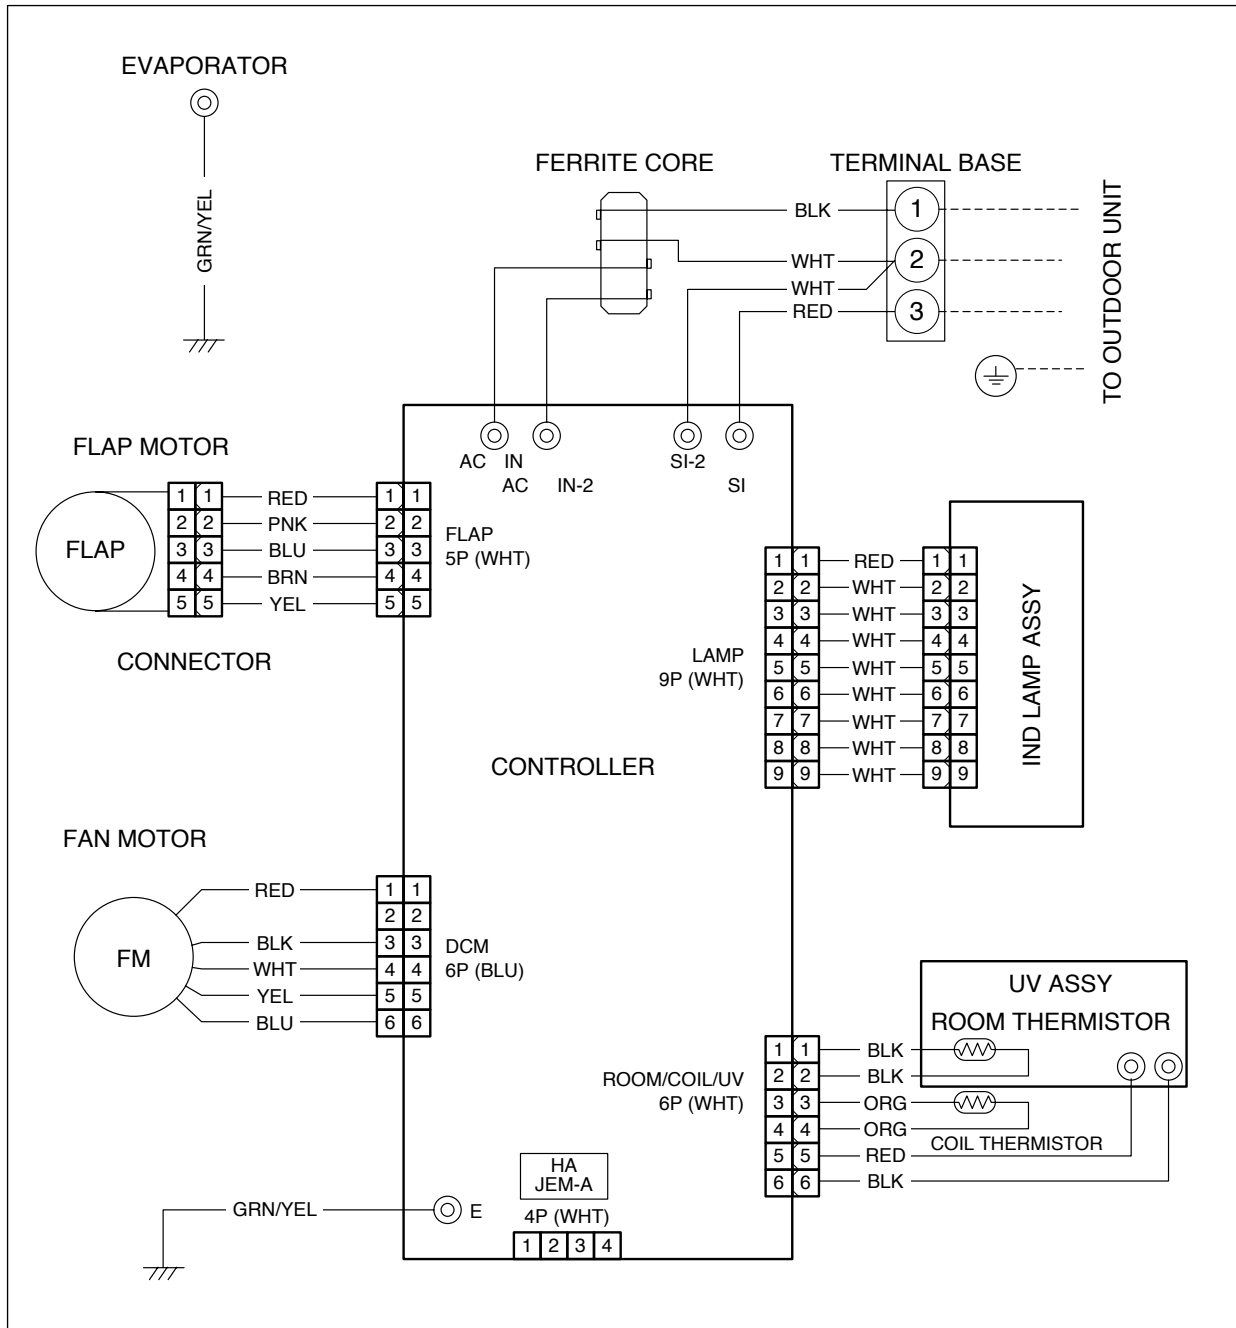 EVAPORATOR
GRN/YEL
FERRITE CORE
TERMINAL BASE
BLK
1
WHT
2
WHT
RED
3
TO OUTDOOR UNIT
AC IN
AC IN-2
SI-2
SI
FLAP MOTOR
FLAP
1 1 RED 1 1
2 2 PNK 2 2
3 3 BLU 3 3
4 4 BRN 4 4
5 5 YEL 5 5
FLAP
5P (WHT)
CONNECTOR
LAMP
9P (WHT)
1 1 RED 1 1
2 2 WHT 2 2
3 3 WHT 3 3
4 4 WHT 4 4
5 5 WHT 5 5
6 6 WHT 6 6
7 7 WHT 7 7
8 8 WHT 8 8
9 9 WHT 9 9
IND LAMP ASSY
CONTROLLER
FAN MOTOR
FM
RED 1 1
2 2
BLK 3 3
WHT 4 4
YEL 5 5
BLU 6 6
DCM
6P (BLU)
UV ASSY
ROOM THERMISTOR
ROOM/COIL/UV
6P (WHT)
1 1 BLK
2 2 BLK
3 3 ORG
4 4 ORG
5 5 RED
6 6 BLK
COIL THERMISTOR
HA
JEM-A
4P (WHT)
1 2 3 4
GRN/YEL
E